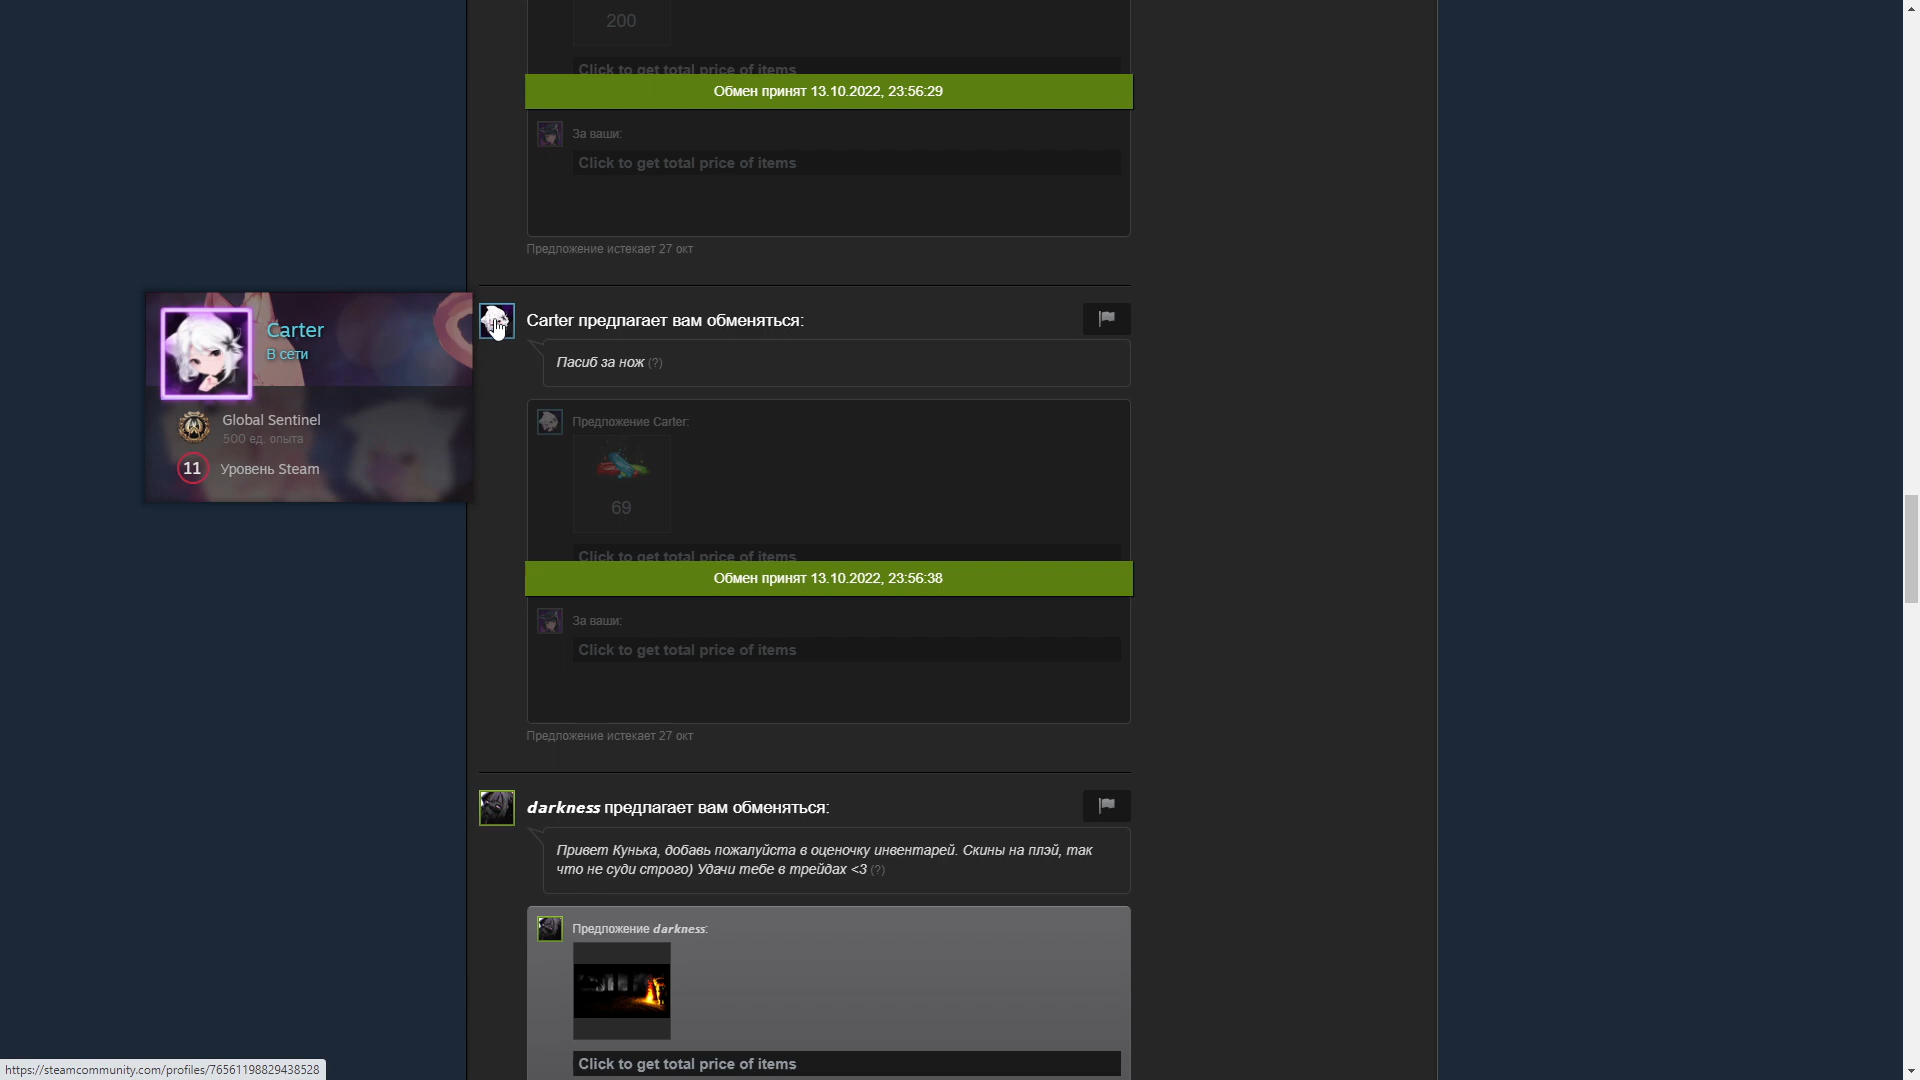 200
Click to get total price of items
Обмен принят 13.10.2022, 23:56:29
За ваши:
Click to get total price of items
Предложение истекает 27 окт
Carter
В сети
Global Sentinel
500 ед. опыта
11
Уровень Steam
Carter предлагает вам обменяться:
Пасиб за нож (?)
Предложение Carter:
69
Click to get total price of items
Обмен принят 13.10.2022, 23:56:38
За ваши:
Click to get total price of items
Предложение истекает 27 окт
darkness предлагает вам обменяться:
Привет Кунька, добавь пожалуйста в оценочку инвентарей. Скины на плэй, так
что не суди строго) Удачи тебе в трейдах <3 (?)
Предложение darkness:
Click to get total price of items
https://steamcommunity.com/profiles/76561198829438528